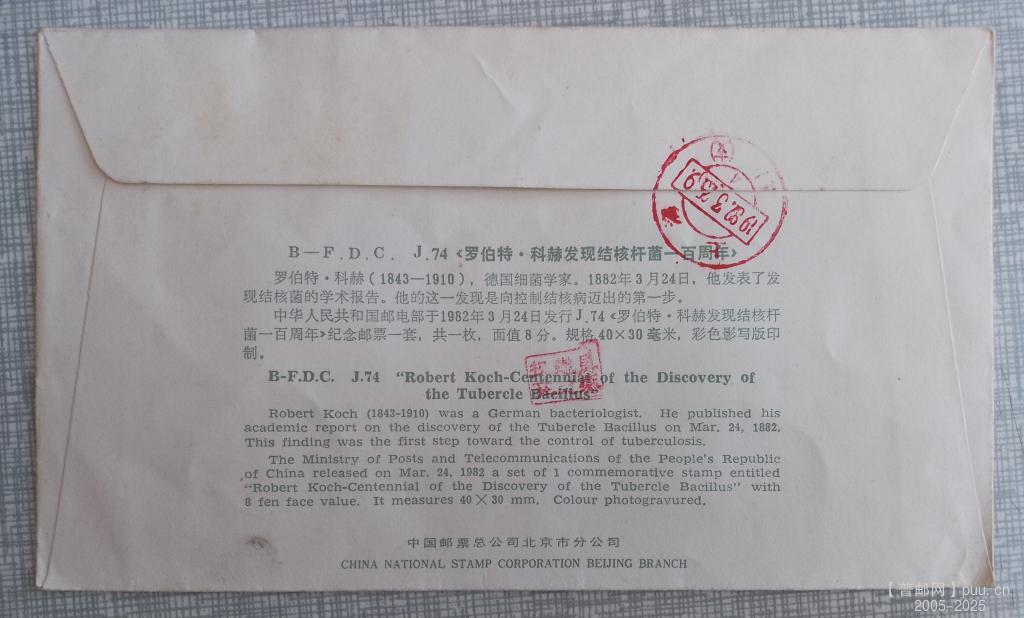 B—F.D.C. J.74《罗伯特·科赫发现结核杆菌一百周年》
罗伯特·科赫(1843—1910),德国细菌学家。1882年3月24日,他发表了发
现结核菌的学术报告。他的这一发现是向控制结核病迈出的第一步。
中华人民共和国邮电部于1982年3月24日发行J.74《罗伯特·科赫发现结核杆
菌一百周年》纪念邮票一套,共一枚,面值8分。规格40×30毫米,彩色影写版印
制。
B-F.D.C. J.74 “Robert Koch-Centennial of the Discovery of
the Tubercle Bacillus”
Robert Koch (1843-1910) was a German bacteriologist. He published his
academic report on the discovery of the Tubercle Bacillus on Mar. 24, 1882.
This finding was the first step toward the control of tuberculosis.
The Ministry of Posts and Telecommunications of the People's Republic
of China released on Mar. 24, 1982 a set of 1 commemorative stamp entitled
“Robert Koch-Centennial of the Discovery of the Tubercle Bacillus” with
8 fen face value. It measures 40×30 mm. Colour photogravured.
中国邮票总公司北京市分公司
CHINA NATIONAL STAMP CORPORATION BEIJING BRANCH
【普邮网】puu.cn
2005-2025